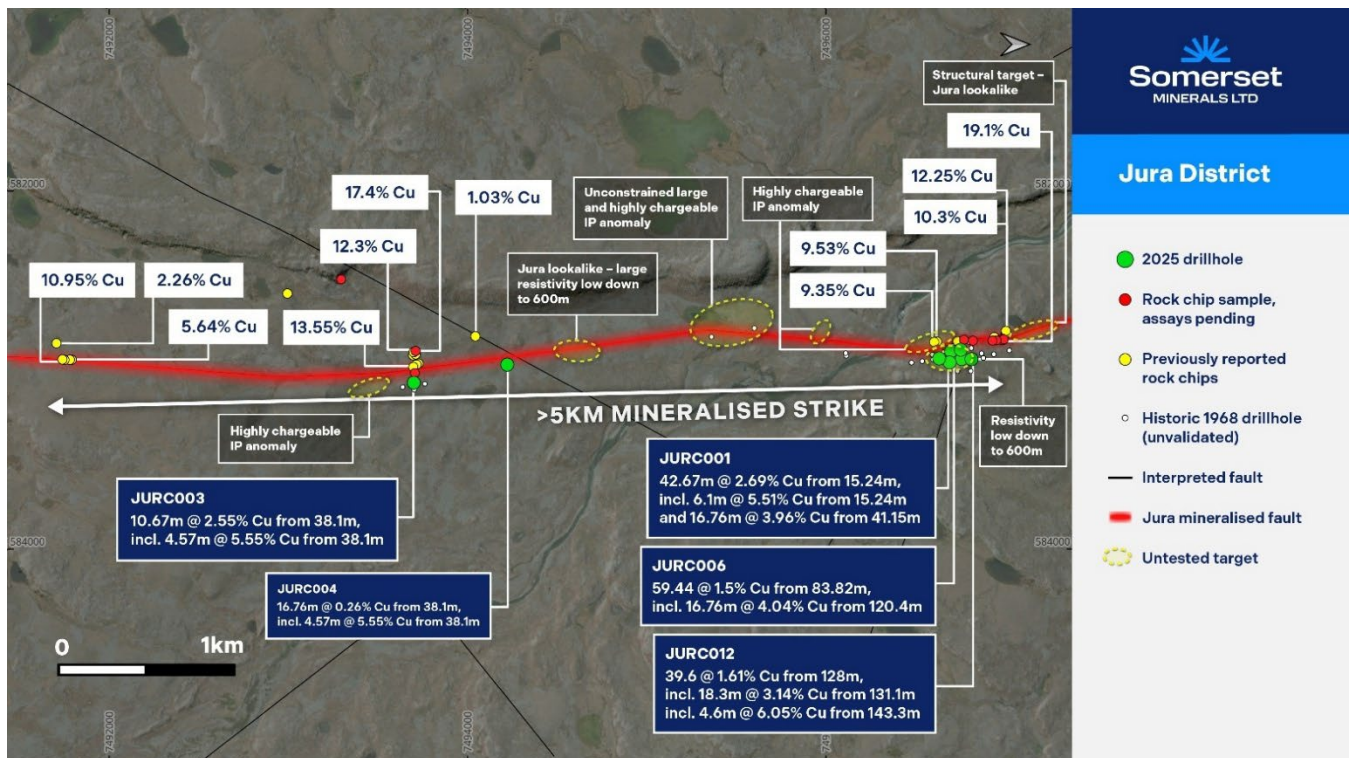 7492000
7494000
7496000
582000
582000
584000
584000
7492000
7494000
7496000
Structural target –
Jura lookalike
19.1% Cu
12.25% Cu
10.3% Cu
Highly chargeable
IP anomaly
9.53% Cu
9.35% Cu
Unconstrained large
and highly chargeable
IP anomaly
1.03% Cu
17.4% Cu
12.3% Cu
Jura lookalike – large
resistivity low down
to 600m
10.95% Cu
2.26% Cu
5.64% Cu
13.55% Cu
>5KM MINERALISED STRIKE
Highly chargeable
IP anomaly
Resistivity
low down
to 600m
JURC003
10.67m @ 2.55% Cu from 38.1m,
incl. 4.57m @ 5.55% Cu from 38.1m
JURC004
16.76m @ 0.26% Cu from 38.1m,
incl. 4.57m @ 5.55% Cu from 38.1m
JURC001
42.67m @ 2.69% Cu from 15.24m,
incl. 6.1m @ 5.51% Cu from 15.24m
and 16.76m @ 3.96% Cu from 41.15m
JURC006
59.44 @ 1.5% Cu from 83.82m,
incl. 16.76m @ 4.04% Cu from 120.4m
JURC012
39.6 @ 1.61% Cu from 128m,
incl. 18.3m @ 3.14% Cu from 131.1m
incl. 4.6m @ 6.05% Cu from 143.3m
0 1km
Somerset
MINERALS LTD
Jura District
2025 drillhole
Rock chip sample,
assays pending
Previously reported
rock chips
Historic 1968 drillhole
(unvalidated)
Interpreted fault
Jura mineralised fault
Untested target